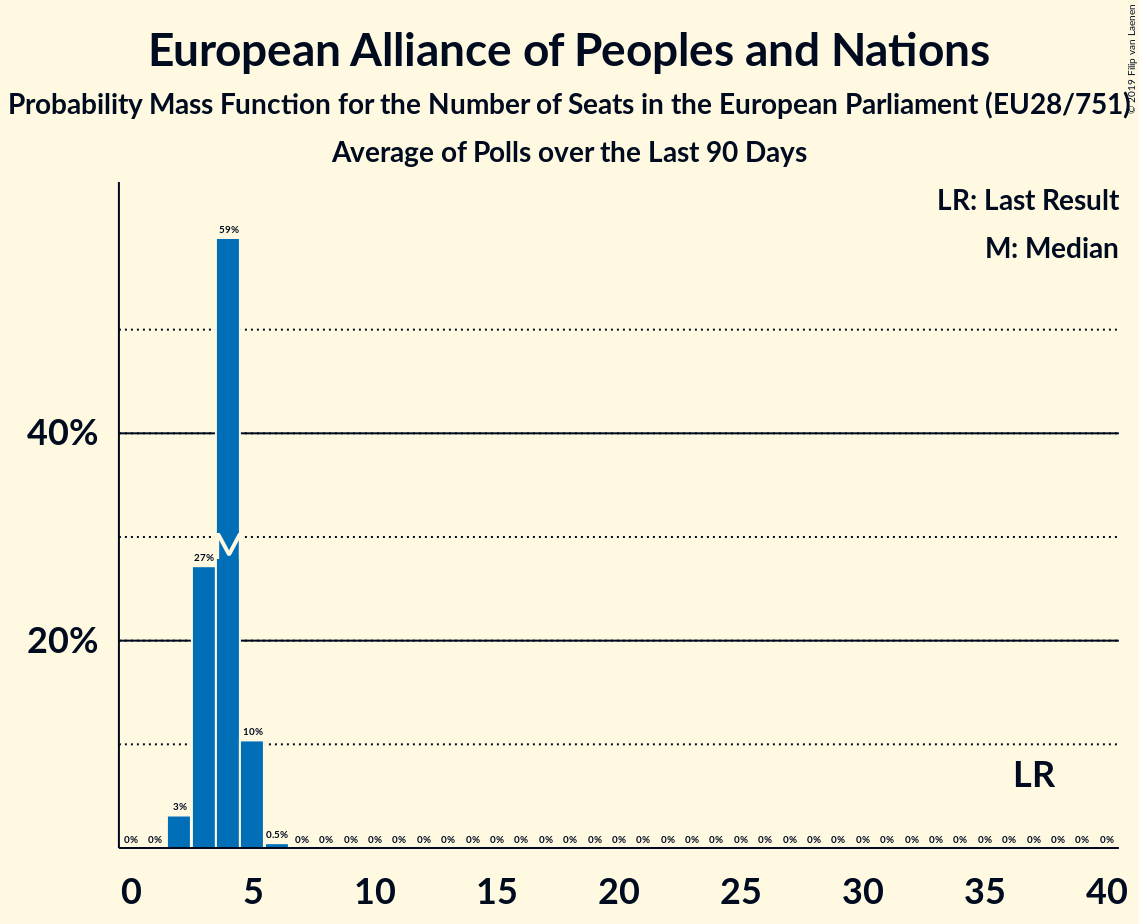 European Alliance of Peoples and Nations
Probability Mass Function for the Number of Seats in the European Parliament (EU28/751)
Average of Polls over the Last 90 Days
© 2019 Filip van Laenen
LR: Last Result
M: Median
59%
40%
M
27%
20%
10%
LR
3%
0.5%
0% 0% 0% 0% 0% 0% 0% 0% 0% 0% 0% 0% 0% 0% 0% 0% 0% 0% 0% 0% 0% 0% 0% 0% 0% 0% 0% 0% 0% 0% 0% 0% 0% 0% 0% 0%
0 5 10 15 20 25 30 35 40